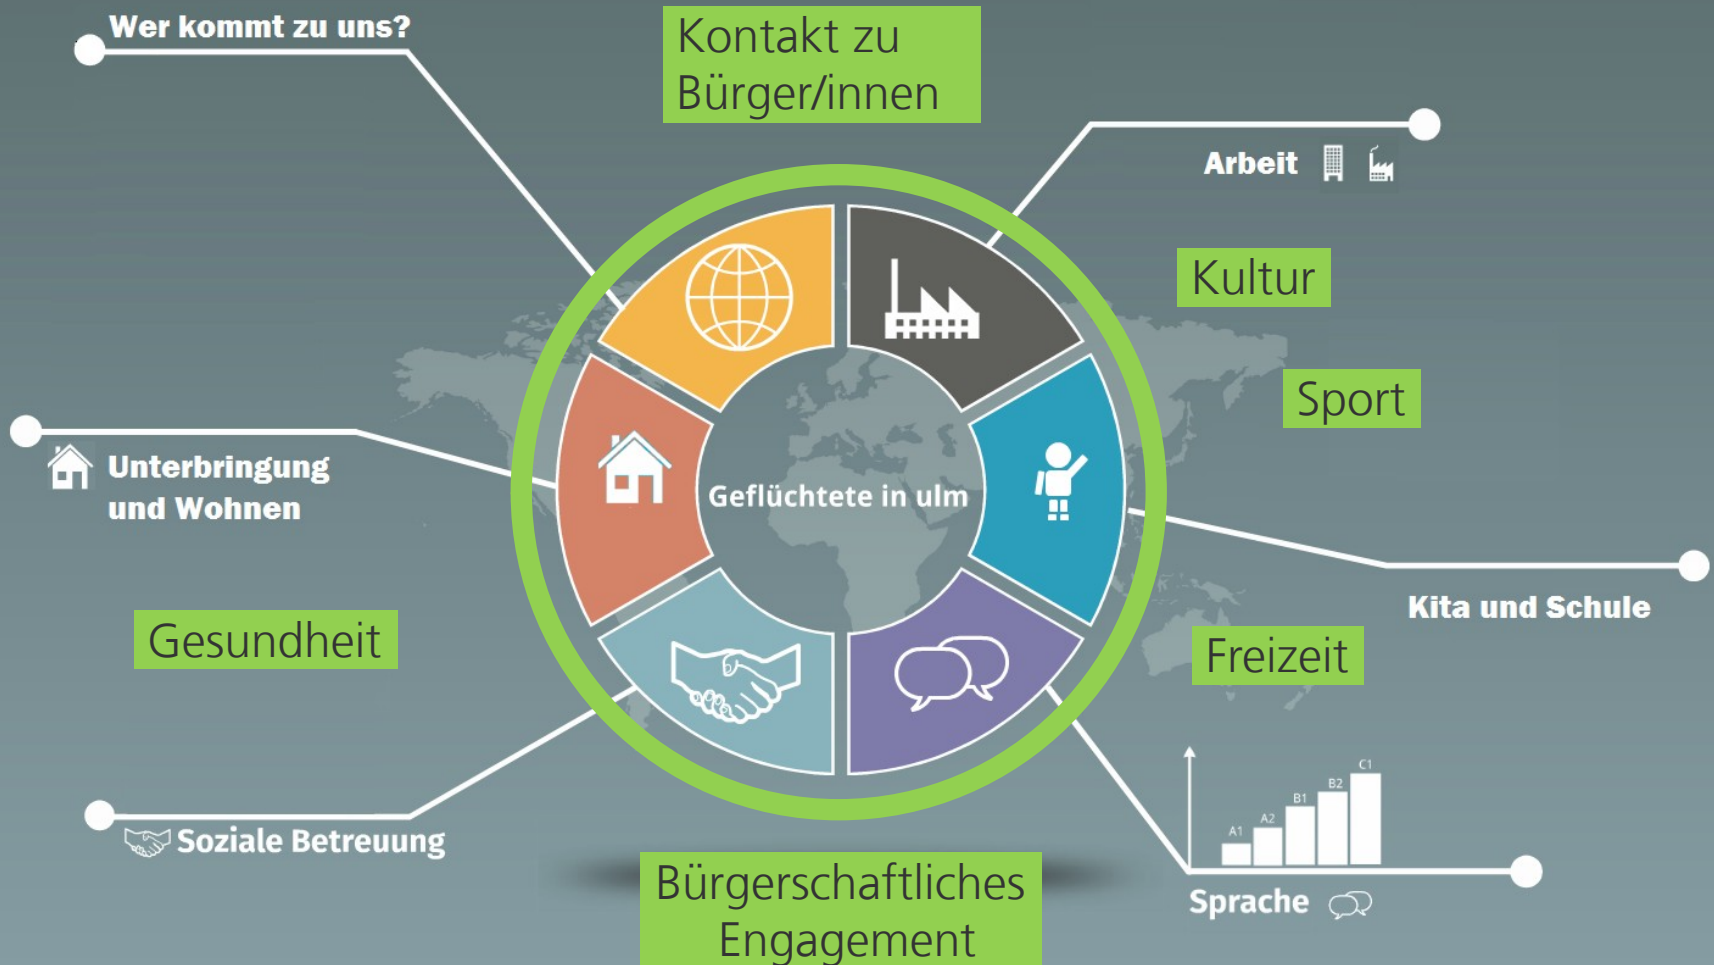 Wer kommt zu uns?
Kontakt zu
Bürger/innen
Arbeit
Kultur
Sport
Unterbringung
und Wohnen
Geflüchtete in ulm
Kita und Schule
Gesundheit
Freizeit
Soziale Betreuung
A1 A2 B1 B2 C1
Sprache
Bürgerschaftliches
Engagement